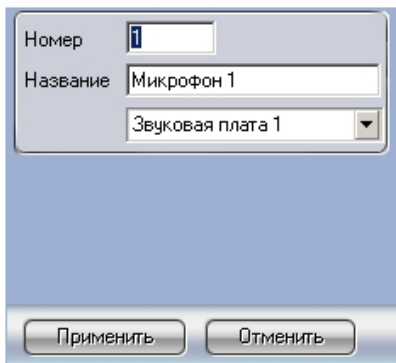 Номер 1
Название Микрофон 1
Звуковая плата 1
Применить Отменить